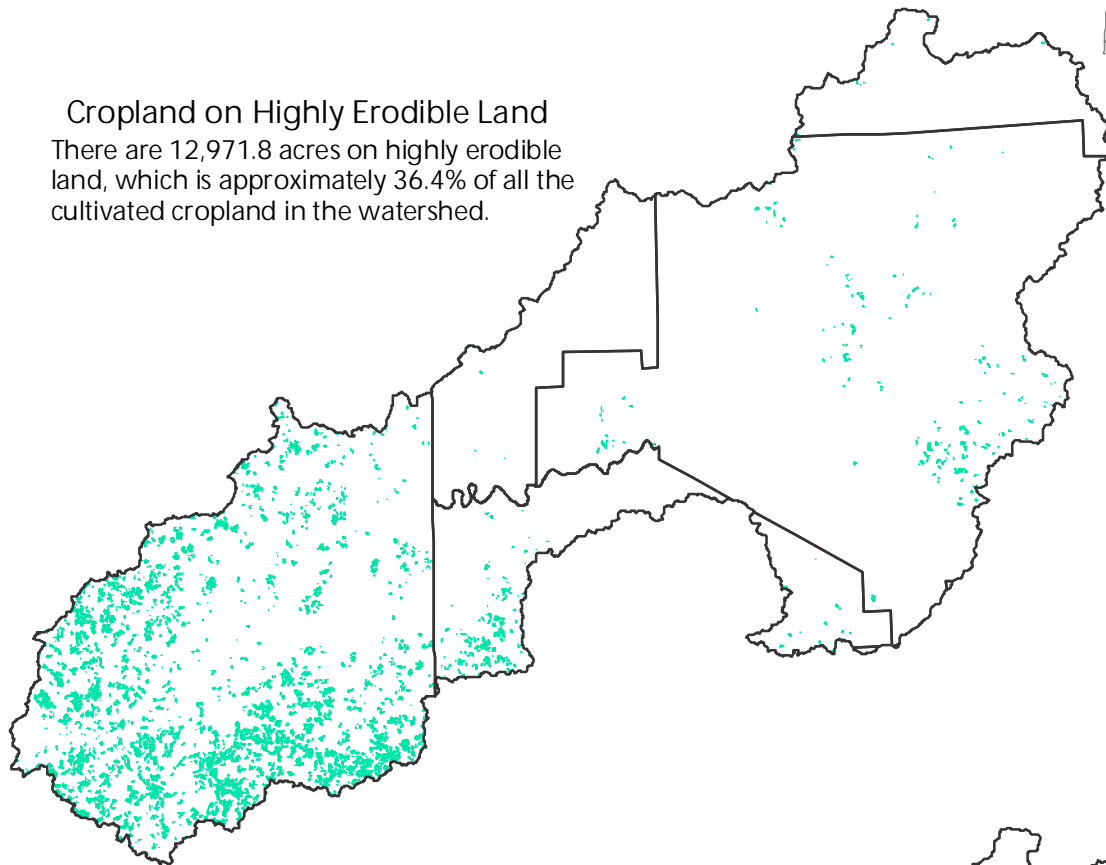 Cropland on Highly Erodible Land
There are 12,971.8 acres on highly erodible
land, which is approximately 36.4% of all the
cultivated cropland in the watershed.